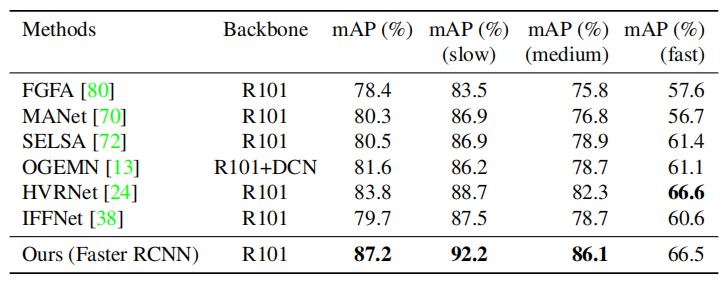 Methods Backbone mAP (%) mAP (%) mAP (%) mAP (%)
(slow) (medium) (fast)
FGFA [80] R101 78.4 83.5 75.8 57.6
MANet [70] R101 80.3 86.9 76.8 56.7
SELSA [72] R101 80.5 86.9 78.9 61.4
OGEMN [13] R101+DCN 81.6 86.2 78.7 61.1
HVRNet [24] R101 83.8 88.7 82.3 66.6
IFFNet [38] R101 79.7 87.5 78.7 60.6
Ours (Faster RCNN) R101 87.2 92.2 86.1 66.5